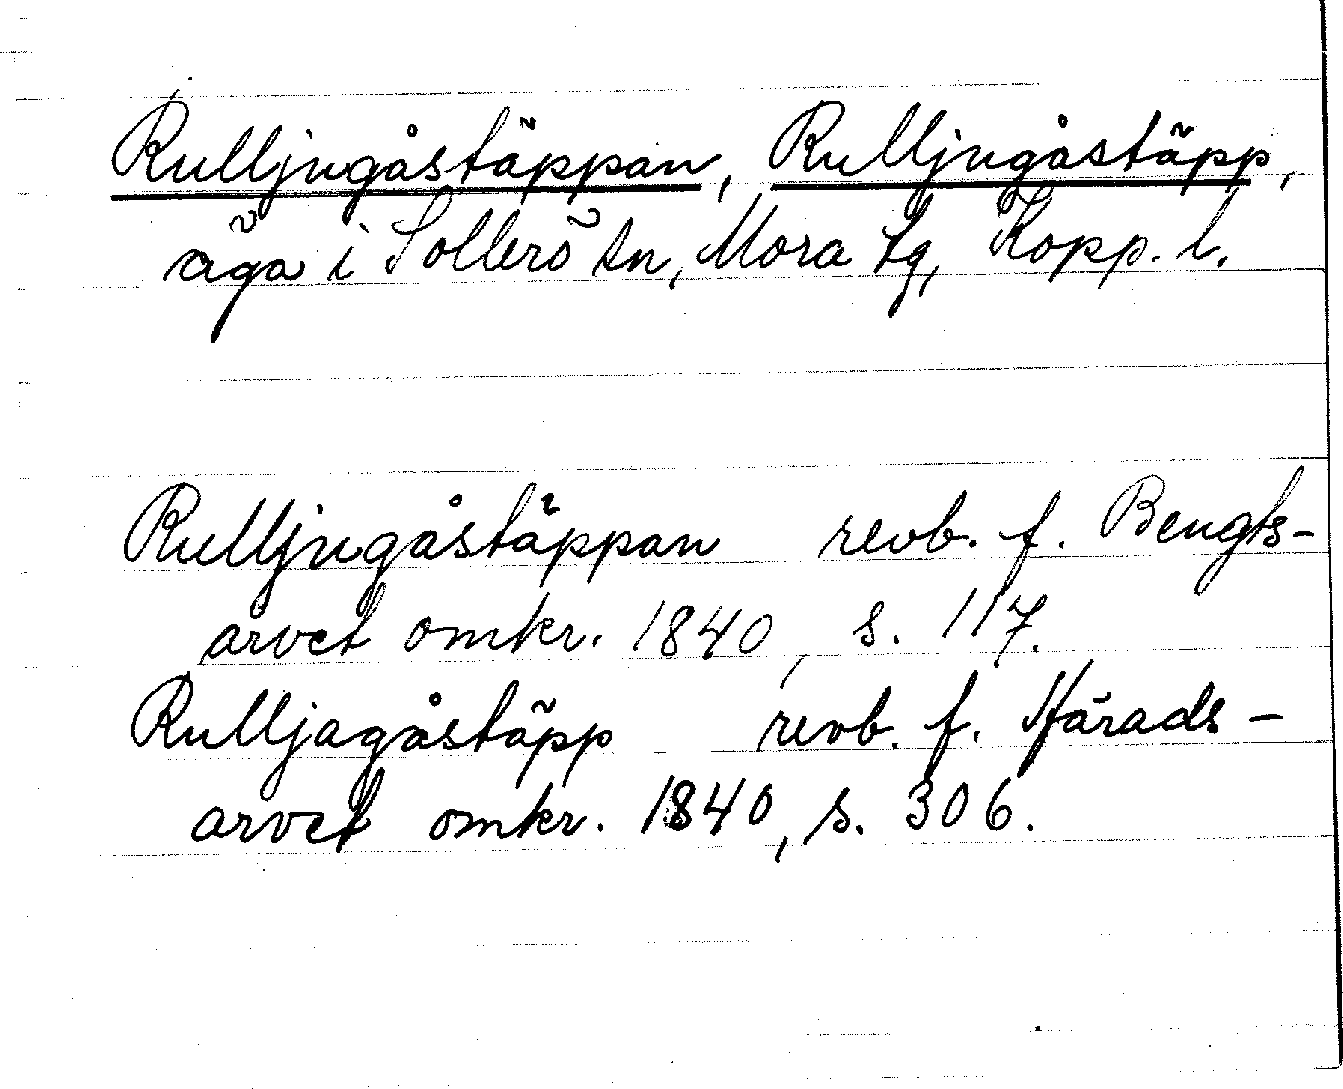 Rulljugåstäppan, Rulljugåstäpp,
äga i Sollerö sn, Mora tg, Kopp. l.
Rulljugåstäppan revb. f. Bengts-
arvet omkr. 1840, s. 117.
Rulljagåstäpp revb. f. Härads-
arvet omkr. 1840, s. 306.